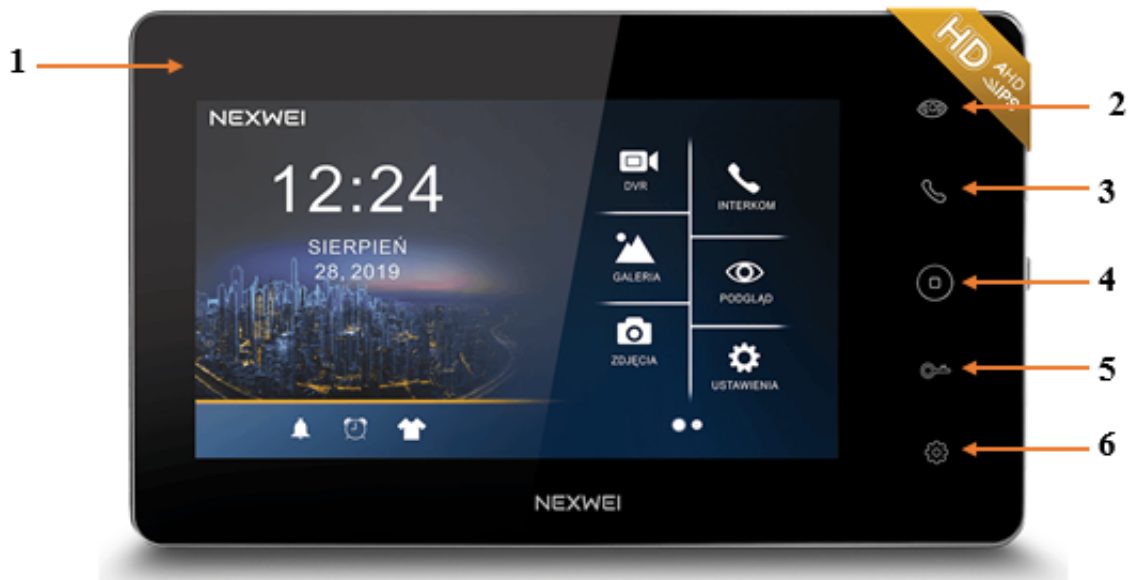 1
HD
AHD
IPS
2
NEXWEI
12:24
SIERPIEŃ
28, 2019
DVR
INTERKOM
3
GALERIA
PODGLĄD
4
ZDJĘCIA
USTAWIENIA
5
6
NEXWEI